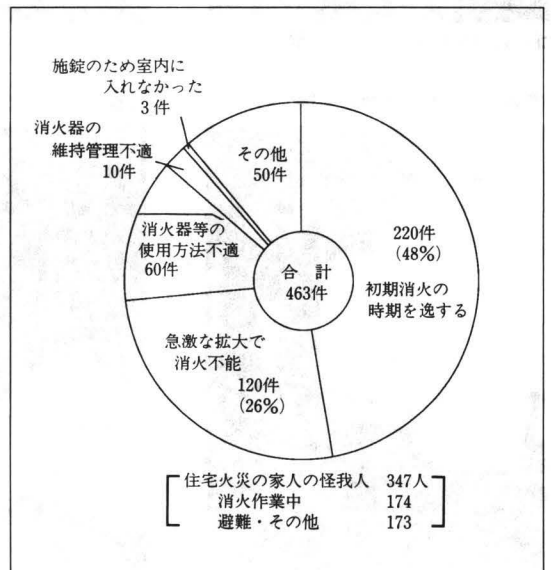 施錠のため室内に
入れなかった
3件
消火器の
維持管理不適
10件
その他
50件
消火器等の
使用方法不適
60件
合 計
463件
220件
(48%)
初期消火の
時期を逸する
急激な拡大で
消火不能
120件
(26%)
住宅火災の家人の怪我人 347人
消火作業中 174
避難・その他 173